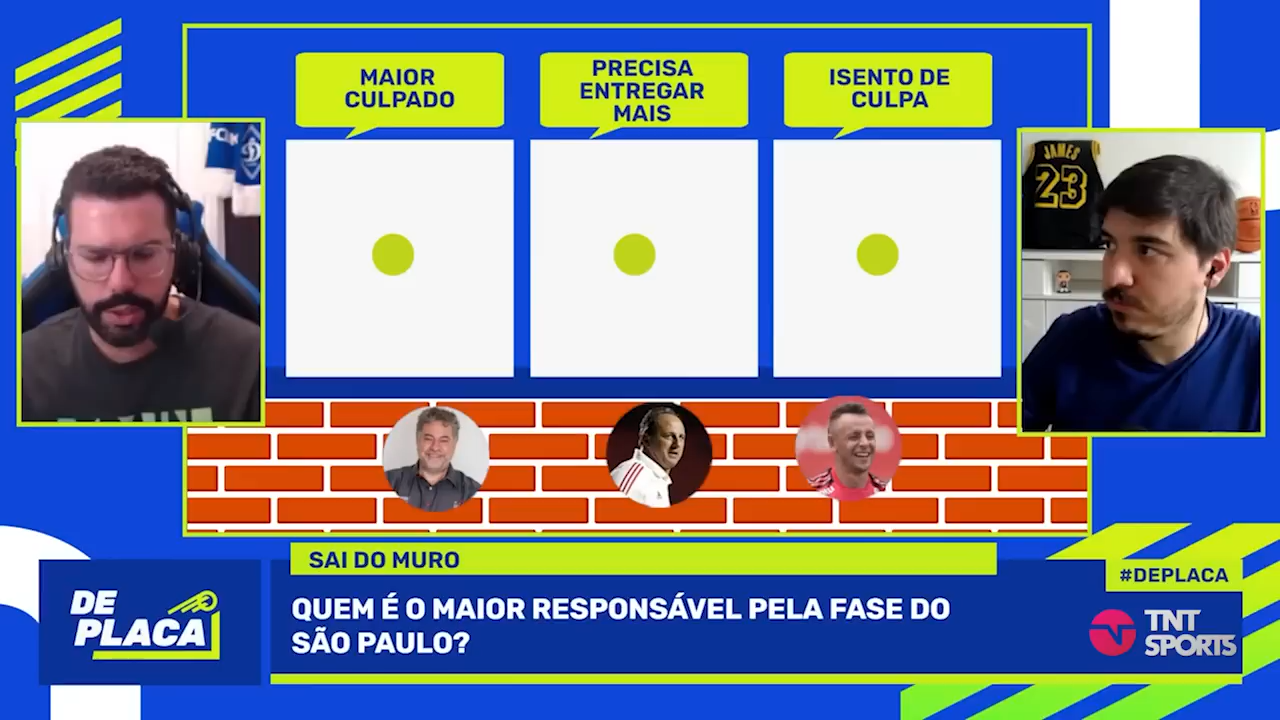 MAIOR
CULPADO
PRECISA
ENTREGAR
MAIS
ISENTO DE
CULPA
JAMES
23
SAI DO MURO
#DEPLACA
DE
PLACA
QUEM É O MAIOR RESPONSÁVEL PELA FASE DO
SÃO PAULO?
TNT
SPORTS